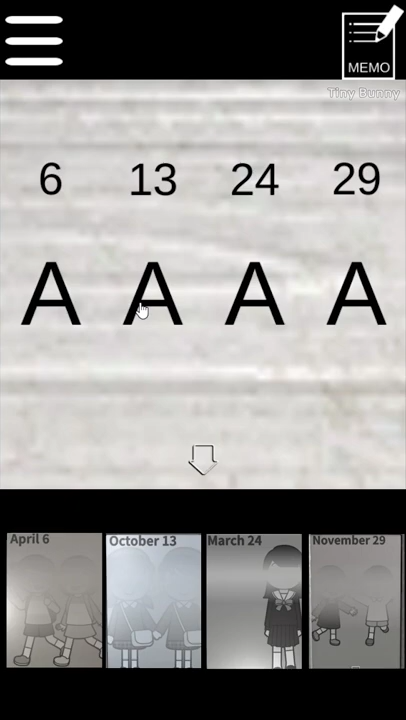 MEMO
Tiny Bunny
6 13 24 29
A A A A
April 6 October 13 March 24 November 29